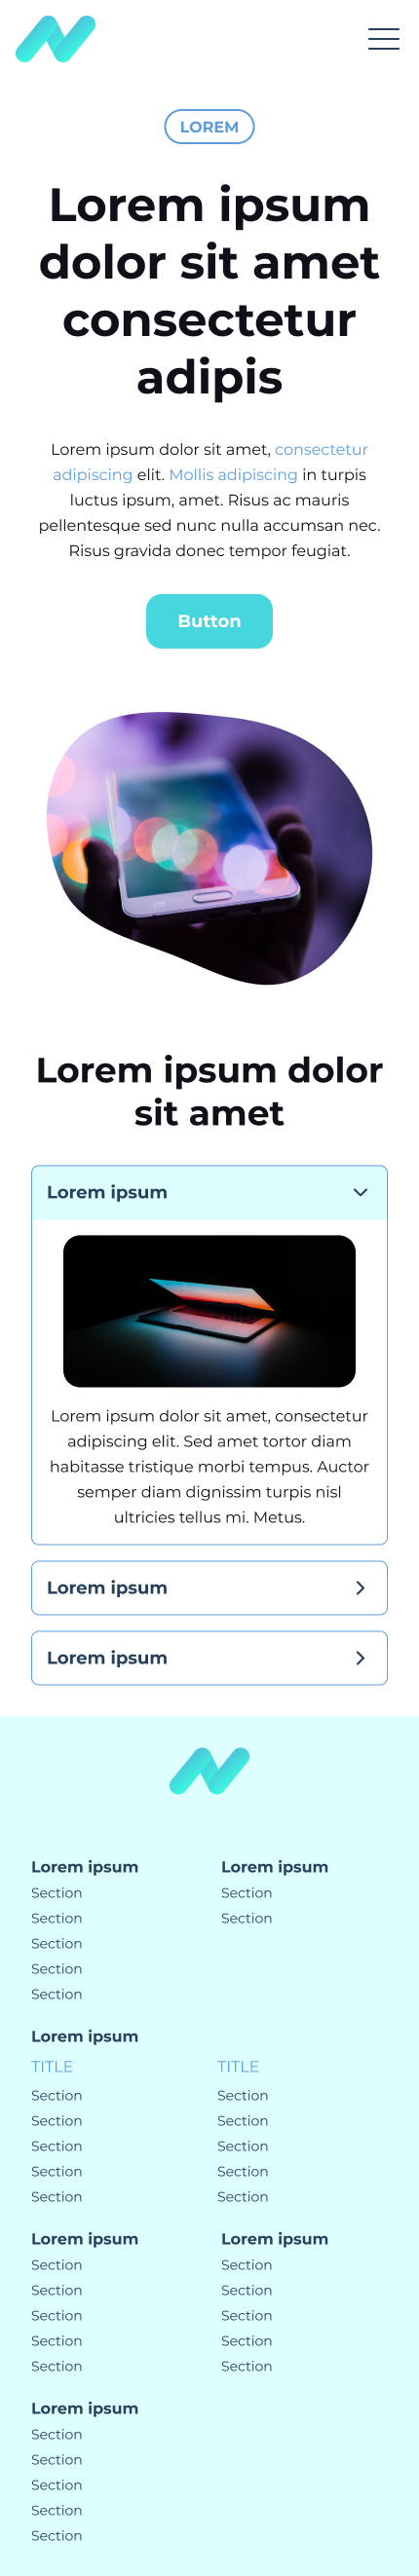 LOREM
Lorem ipsum
dolor sit amet
consectetur
adipis
Lorem ipsum dolor sit amet, consectetur
adipiscing elit. Mollis adipiscing in turpis
luctus ipsum, amet. Risus ac mauris
pellentesque sed nunc nulla accumsan nec.
Risus gravida donec tempor feugiat.
Button
Lorem ipsum dolor
sit amet
Lorem ipsum
Lorem ipsum dolor sit amet, consectetur
adipiscing elit. Sed amet tortor diam
habitasse tristique morbi tempus. Auctor
semper diam dignissim turpis nisl
ultricies tellus mi. Metus.
Lorem ipsum
Lorem ipsum
Lorem ipsum
Section
Section
Section
Section
Section
Lorem ipsum
Section
Section
Lorem ipsum
TITLE
Section
Section
Section
Section
Section
TITLE
Section
Section
Section
Section
Section
Lorem ipsum
Section
Section
Section
Section
Section
Lorem ipsum
Section
Section
Section
Section
Section
Lorem ipsum
Section
Section
Section
Section
Section